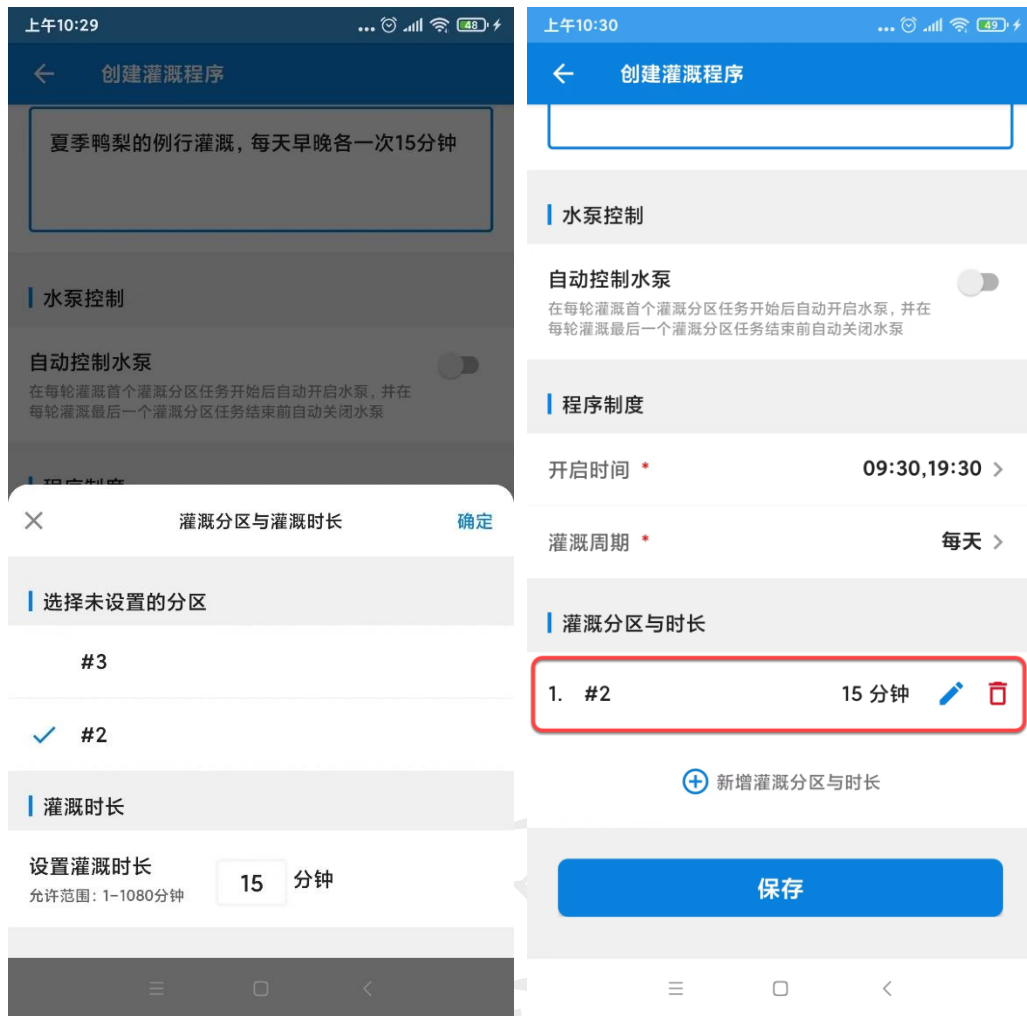 上午10:29
48
创建灌溉程序
夏季鸭梨的例行灌溉，每天早晚各一次15分钟
水泵控制
自动控制水泵
在每轮灌溉首个灌溉分区任务开始后自动开启水泵，并在
每轮灌溉最后一个灌溉分区任务结束前自动关闭水泵
程序制度
灌溉分区与灌溉时长
确定
选择未设置的分区
#3
#2
灌溉时长
设置灌溉时长
15 分钟
允许范围：1-1080分钟
上午10:30
49
创建灌溉程序
水泵控制
自动控制水泵
在每轮灌溉首个灌溉分区任务开始后自动开启水泵，并在
每轮灌溉最后一个灌溉分区任务结束前自动关闭水泵
程序制度
开启时间 * 09:30,19:30
灌溉周期 * 每天
灌溉分区与时长
1. #2 15 分钟
新增灌溉分区与时长
保存